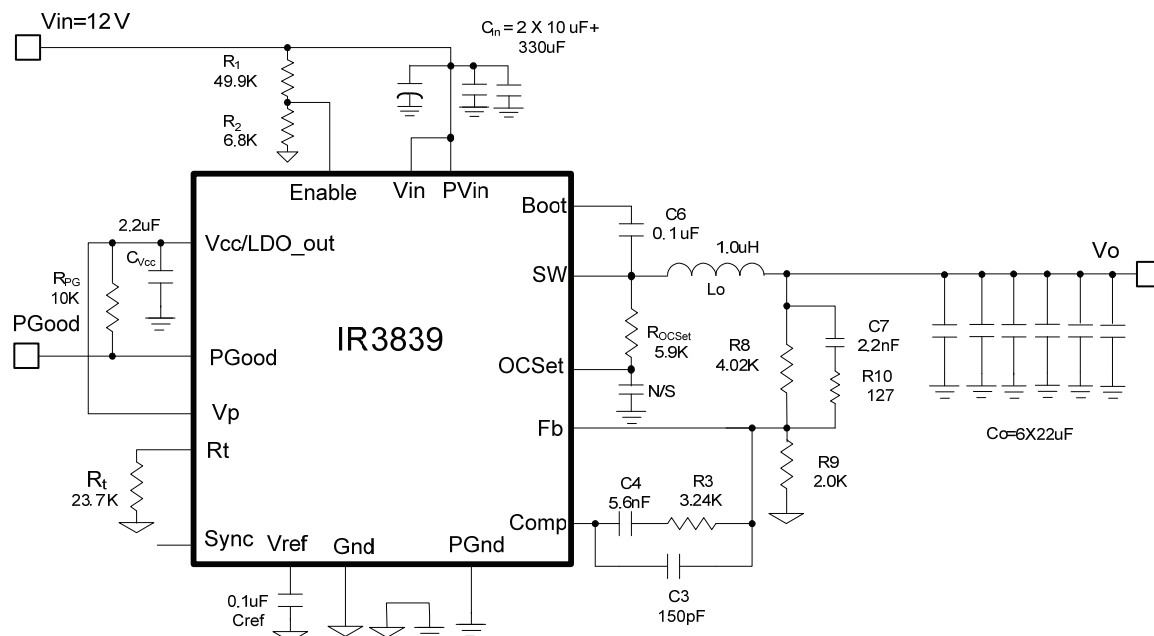 Vin=12V
Cin = 2 X 10 uF+
330uF
R1
49.9K
R2
6.8K
Enable
Vin
PVin
Boot
C6
0.1uF
2.2uF
Vcc/LDO_out
CVcc
RPG
10K
PGood
SW
1.0uH
Lo
Vo
IR3839
ROCSet
5.9K
PGood
OCSet
N/S
R8
4.02K
C7
2.2nF
R10
127
Vp
Fb
Co=6X22uF
Rt
Rt
23.7K
R9
2.0K
C4
5.6nF
R3
3.24K
Comp
Sync
Vref
Gnd
PGnd
0.1uF
Cref
C3
150pF